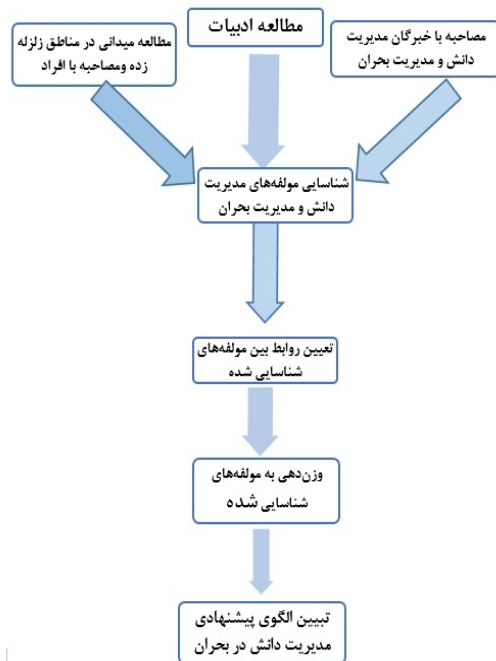 مطالعه ادبیات
مصاحبه با خبرگان مدیریت
دانش و مدیریت بحران
مطالعه میدانی در مناطق زلزله
زده ومصاحبه با افراد
شناسایی مولفه‌های مدیریت
دانش و مدیریت بحران
تعیین روابط بین مولفه‌های
شناسایی شده
وزن‌دهی به مولفه‌های
شناسایی شده
تبیین الگوی پیشنهادی
مدیریت دانش در بحران